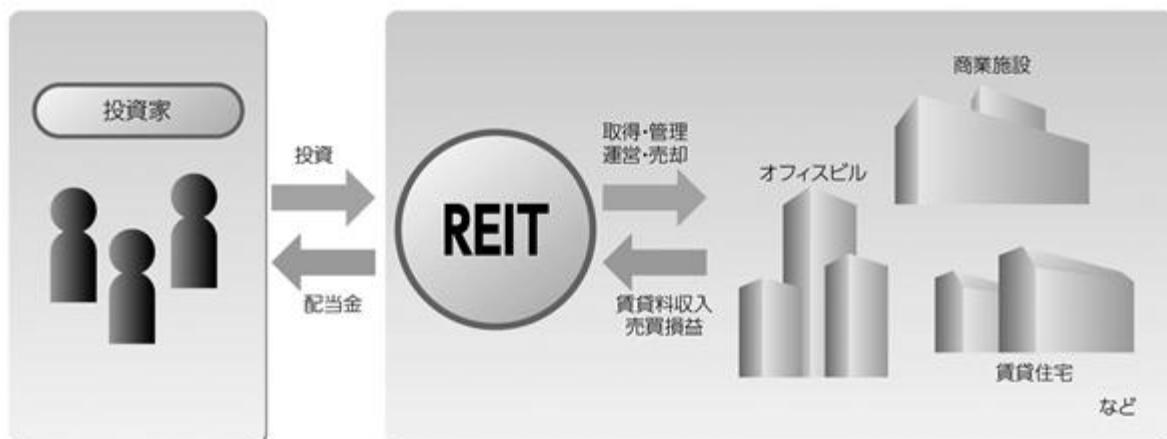 投資家
投資
配当金
REIT
取得・管理
運営・売却
賃貸料収入
売買損益
商業施設
オフィスビル
賃貸住宅
など